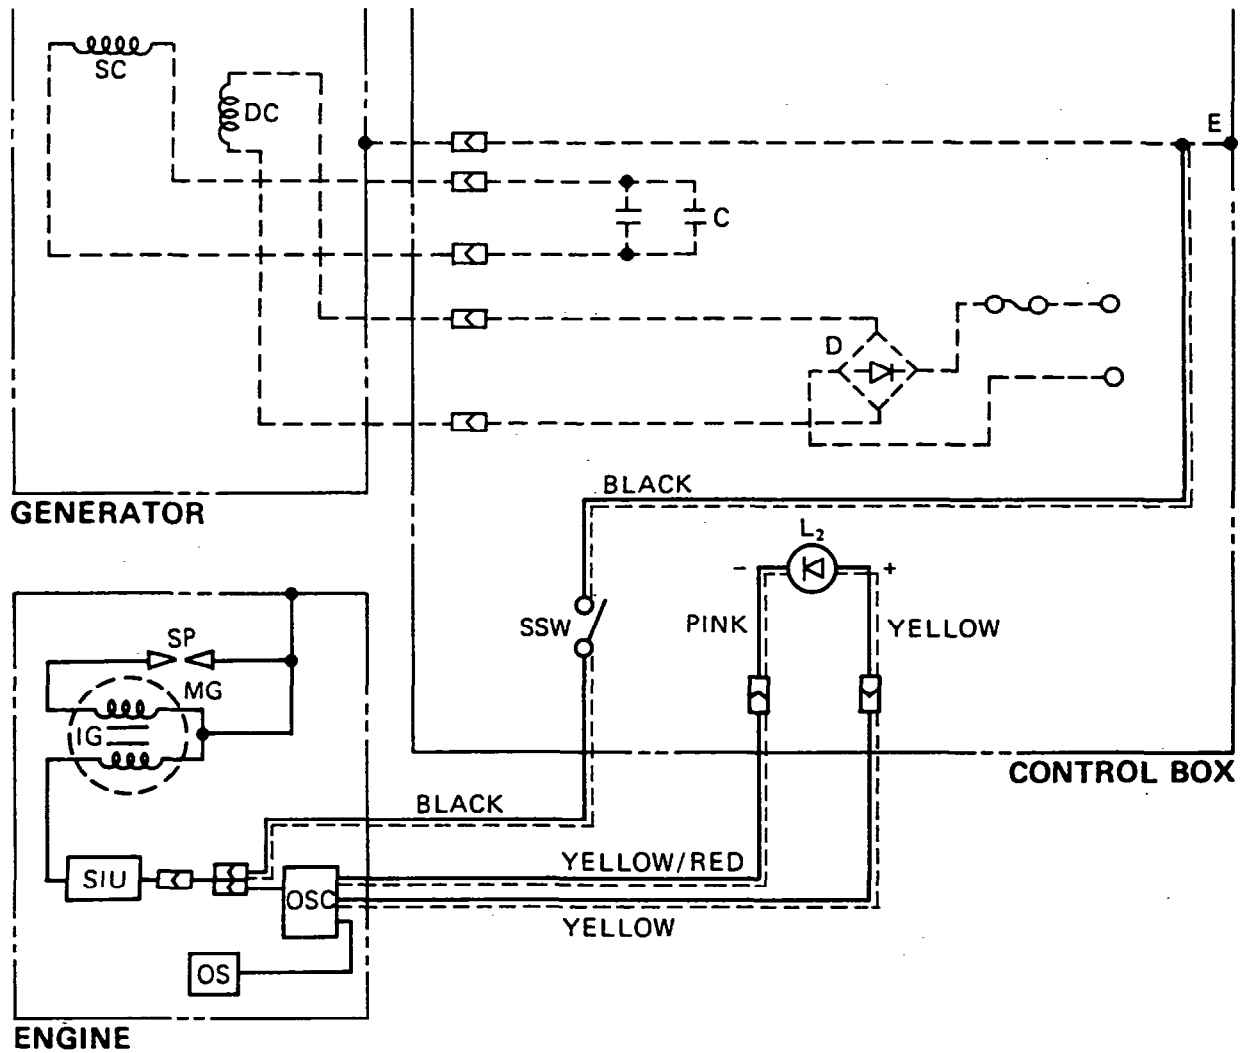 SC
DC
E
C
D
GENERATOR
BLACK
L₂
- +
SSW
PINK
YELLOW
SP
MG
IG
CONTROL BOX
BLACK
YELLOW/RED
SIU
OSC
YELLOW
OS
ENGINE